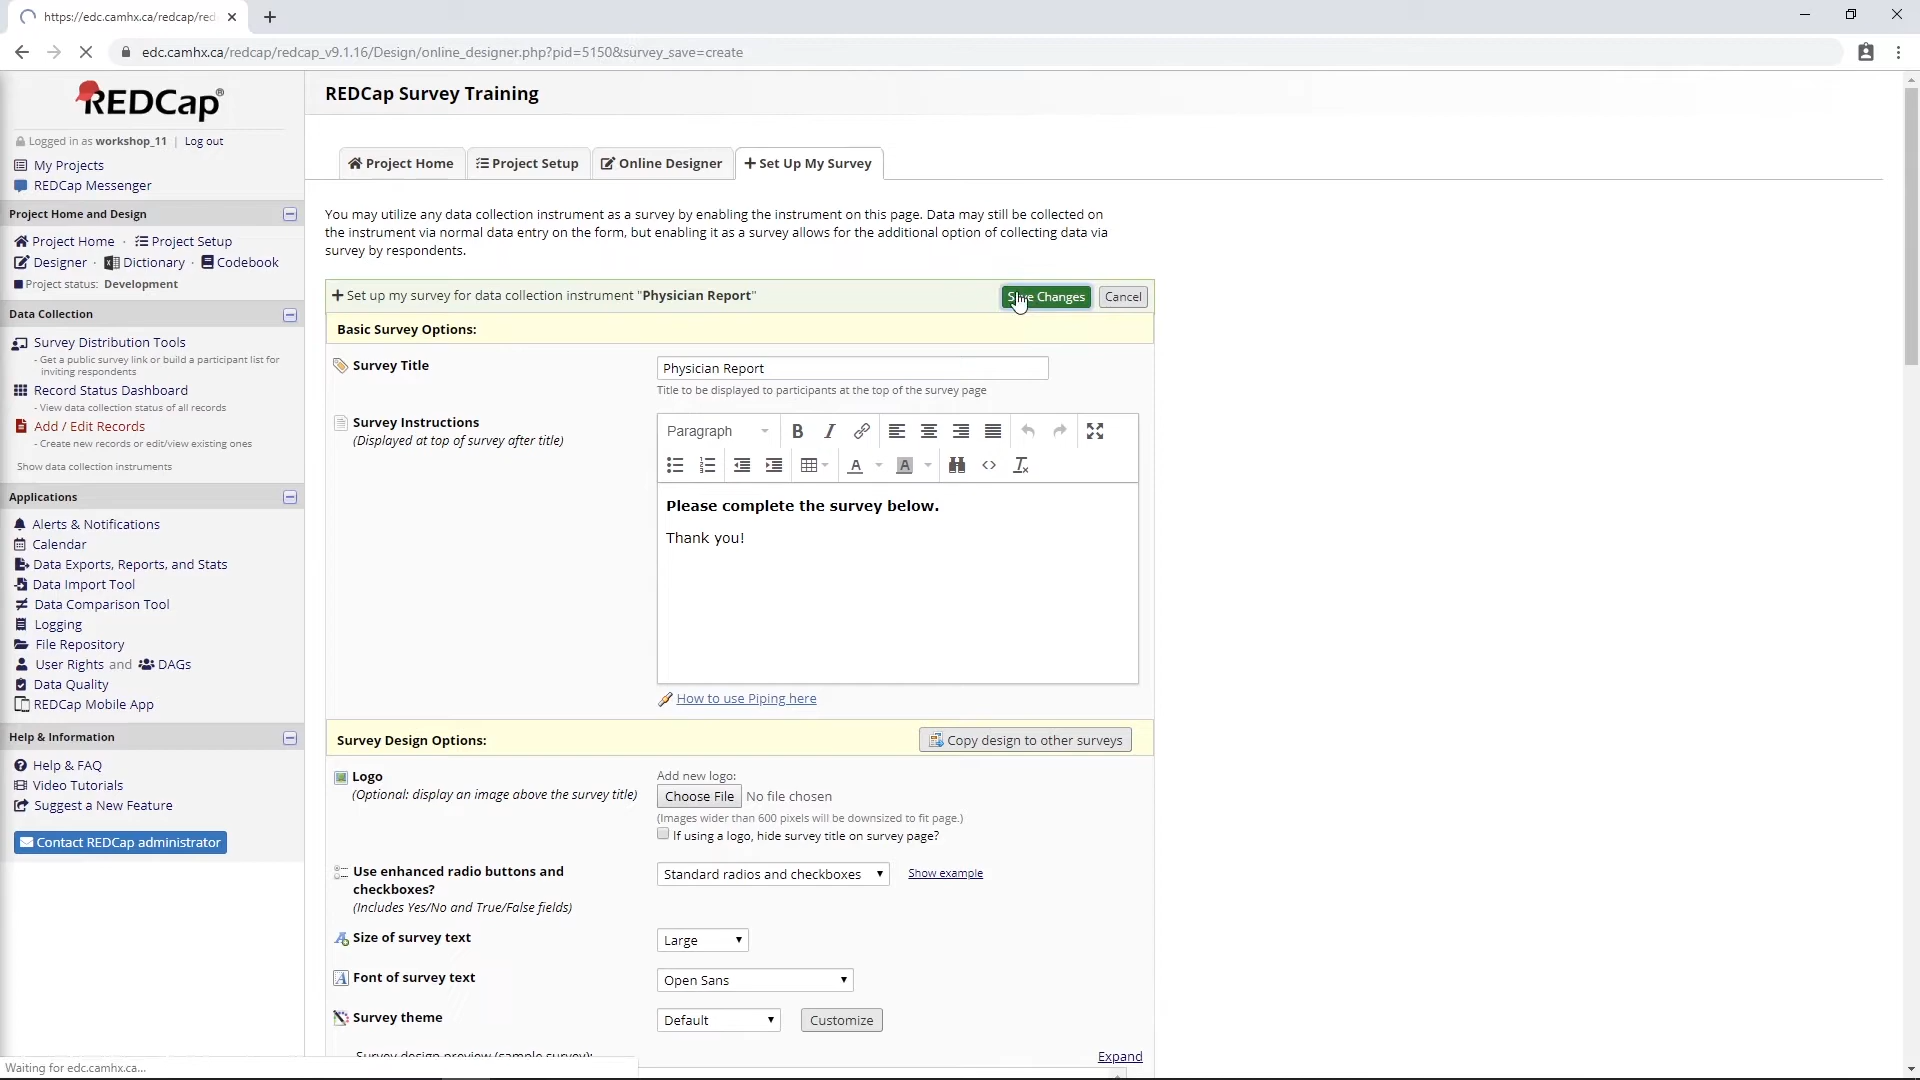 https://edc.camhx.ca/redcap/red
edc.camhx.ca/redcap/redcap_v9.1.16/Design/online_designer.php?pid=5150&survey_save=create
REDCap®
Logged in as workshop_11 | Log out
My Projects
REDCap Messenger
Project Home and Design
Project Home · Project Setup
Designer · Dictionary · Codebook
Project status: Development
Data Collection
Survey Distribution Tools
- Get a public survey link or build a participant list for
inviting respondents
Record Status Dashboard
- View data collection status of all records
Add / Edit Records
- Create new records or edit/view existing ones
Show data collection instruments
Applications
Alerts & Notifications
Calendar
Data Exports, Reports, and Stats
Data Import Tool
Data Comparison Tool
Logging
File Repository
User Rights and DAGs
Data Quality
REDCap Mobile App
Help & Information
Help & FAQ
Video Tutorials
Suggest a New Feature
Contact REDCap administrator
REDCap Survey Training
Project Home
Project Setup
Online Designer
Set Up My Survey
You may utilize any data collection instrument as a survey by enabling the instrument on this page. Data may still be collected on
the instrument via normal data entry on the form, but enabling it as a survey allows for the additional option of collecting data via
survey by respondents.
Set up my survey for data collection instrument "Physician Report"
Changes
Cancel
Basic Survey Options:
Survey Title
Physician Report
Title to be displayed to participants at the top of the survey page
Survey Instructions
(Displayed at top of survey after title)
Paragraph
Please complete the survey below.
Thank you!
How to use Piping here
Survey Design Options:
Copy design to other surveys
Logo
(Optional: display an image above the survey title)
Add new logo:
Choose File No file chosen
(Images wider than 600 pixels will be downsized to fit page.)
If using a logo, hide survey title on survey page?
Use enhanced radio buttons and
checkboxes?
(Includes Yes/No and True/False fields)
Standard radios and checkboxes
Show example
Size of survey text
Large
Font of survey text
Open Sans
Survey theme
Default
Customize
Survey design preview (sample survey):
Expand
Waiting for edc.camhx.ca...